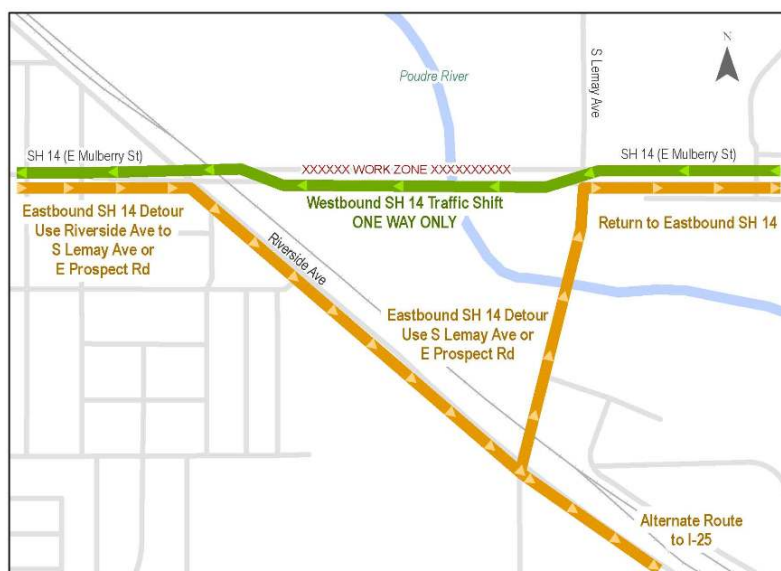 N
Poudre River
S Lemay Ave
SH 14 (E Mulberry St)
XXXXXX WORK ZONE XXXXXXXXXX
SH 14 (E Mulberry St)
Eastbound SH 14 Detour
Use Riverside Ave to
S Lemay Ave or
E Prospect Rd
Westbound SH 14 Traffic Shift
ONE WAY ONLY
Return to Eastbound SH 14
Riverside Ave
Eastbound SH 14 Detour
Use S Lemay Ave or
E Prospect Rd
Alternate Route
to I-25